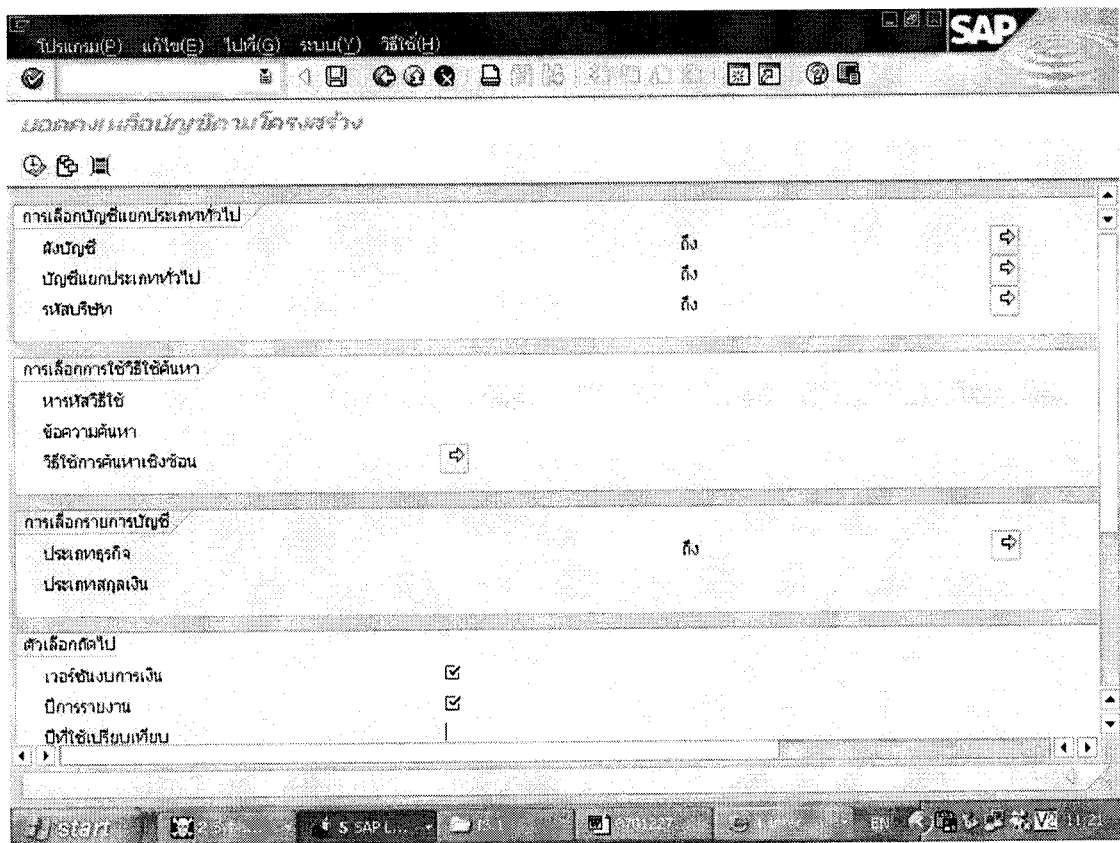 SAP
โปรแกรม(P) แก้ไข(E) ไปที่(G) ระบบ(Y) วิธีใช้(H)
ยอดคงเหลือบัญชีตามโครงสร้าง
การเลือกบัญชีแยกประเภททั่วไป
ผังบัญชี ถึง
บัญชีแยกประเภททั่วไป ถึง
รหัสบริษัท ถึง
การเลือกการใช้วิธีใช้ค้นหา
หารหัสวิธีใช้
ข้อความค้นหา
วิธีใช้การค้นหาเชิงซ้อน
การเลือกรายการบัญชี
ประเภทธุรกิจ ถึง
ประเภทสกุลเงิน
ตัวเลือกถัดไป
เวอร์ชันงบการเงิน
ปีการรายงาน
ปีที่ใช้เปรียบเทียบ
start 5 SAP L... EN 11:21